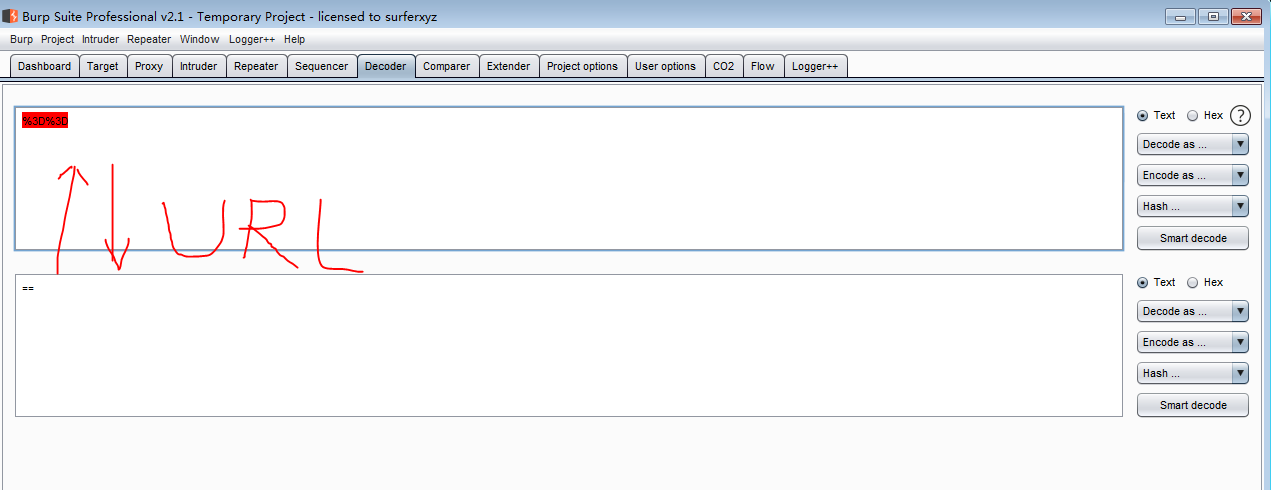 Burp Suite Professional v2.1 - Temporary Project - licensed to surferxyz
Burp Project Intruder Repeater Window Logger++ Help
Dashboard Target Proxy Intruder Repeater Sequencer Decoder Comparer Extender Project options User options CO2 Flow Logger++
%3D%3D
Text Hex ?
Decode as ...
Encode as ...
Hash ...
Smart decode
URL
==
Text Hex
Decode as ...
Encode as ...
Hash ...
Smart decode